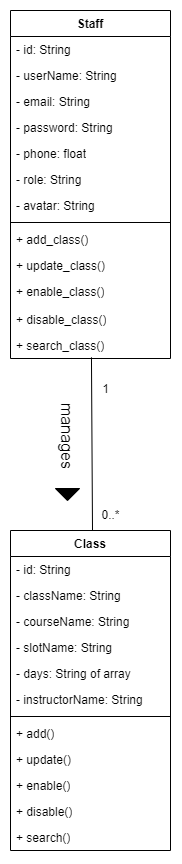 Staff
- id: String
- userName: String
- email: String
- password: String
- phone: float
- role: String
- avatar: String
+ add_class()
+ update_class()
+ enable_class()
+ disable_class()
+ search_class()
1
manages
0..*
Class
- id: String
- className: String
- courseName: String
- slotName: String
- days: String of array
- instructorName: String
+ add()
+ update()
+ enable()
+ disable()
+ search()